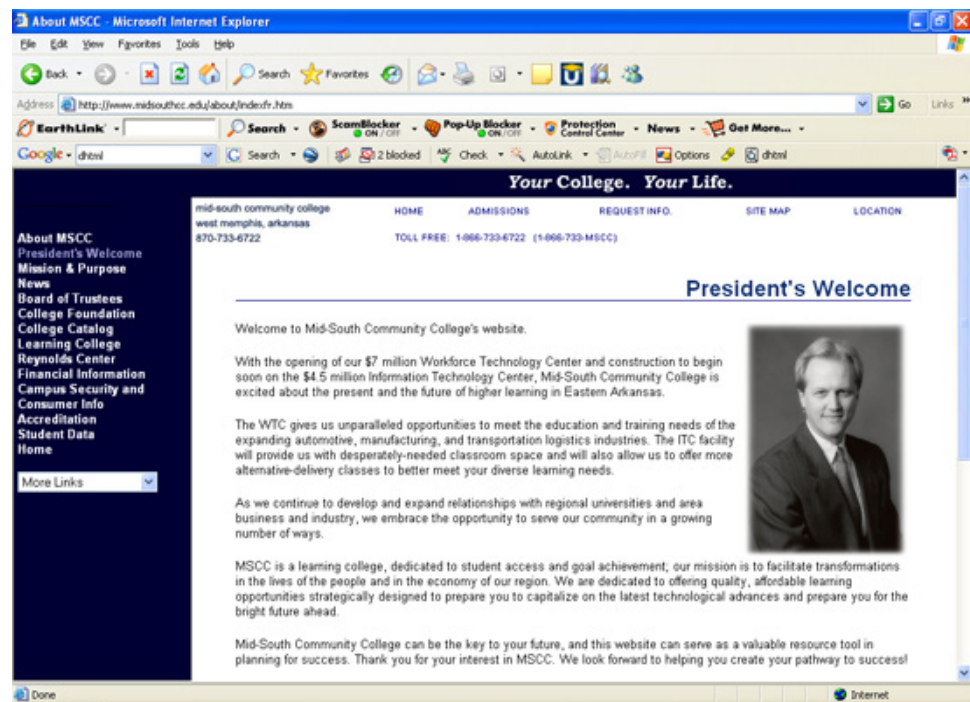 About MSCC - Microsoft Internet Explorer
File Edit View Favorites Tools Help
Back Search Favorites
Address http://www.midsouthcc.edu/about/indexfr.htm Go Links »
EarthLink Search ScamBlocker ON / OFF Pop-Up Blocker ON / OFF Protection Control Center News Get More...
Google dhtml Search 2 blocked ABC Check AutoLink AutoFill Options dhtml
Your College. Your Life.
mid-south community college
west memphis, arkansas
870-733-6722
HOME ADMISSIONS REQUEST INFO. SITE MAP LOCATION
TOLL FREE: 1-866-733-6722 (1-866-733-MSCC)
About MSCC
President's Welcome
Mission & Purpose
News
Board of Trustees
College Foundation
College Catalog
Learning College
Reynolds Center
Financial Information
Campus Security and
Consumer Info
Accreditation
Student Data
Home
More Links
President's Welcome
Welcome to Mid-South Community College's website.
With the opening of our $7 million Workforce Technology Center and construction to begin
soon on the $4.5 million Information Technology Center, Mid-South Community College is
excited about the present and the future of higher learning in Eastern Arkansas.
The WTC gives us unparalleled opportunities to meet the education and training needs of the
expanding automotive, manufacturing, and transportation logistics industries. The ITC facility
will provide us with desperately-needed classroom space and will also allow us to offer more
alternative-delivery classes to better meet your diverse learning needs.
As we continue to develop and expand relationships with regional universities and area
business and industry, we embrace the opportunity to serve our community in a growing
number of ways.
MSCC is a learning college, dedicated to student access and goal achievement; our mission is to facilitate transformations
in the lives of the people and in the economy of our region. We are dedicated to offering quality, affordable learning
opportunities strategically designed to prepare you to capitalize on the latest technological advances and prepare you for the
bright future ahead.
Mid-South Community College can be the key to your future, and this website can serve as a valuable resource tool in
planning for success. Thank you for your interest in MSCC. We look forward to helping you create your pathway to success!
Done Internet